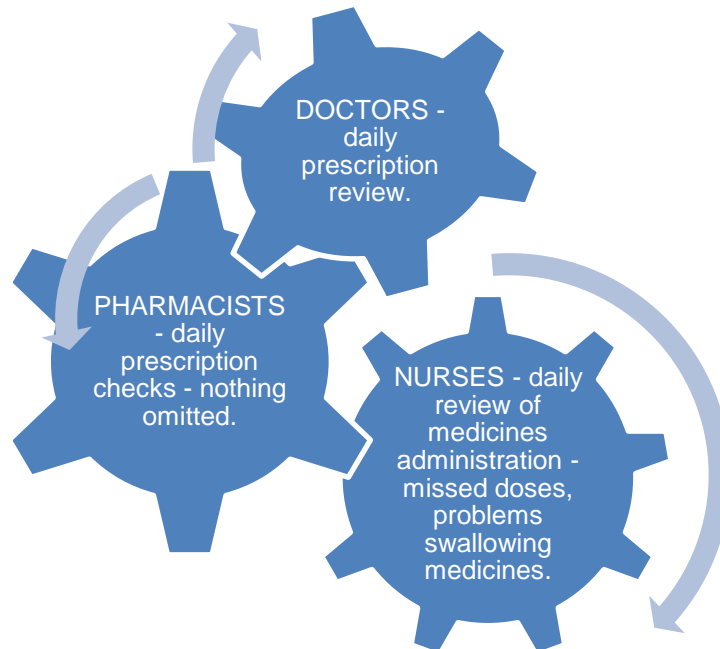 DOCTORS -
daily
prescription
review.
PHARMACISTS
- daily
prescription
checks - nothing
omitted.
NURSES - daily
review of
medicines
administration -
missed doses,
problems
swallowing
medicines.